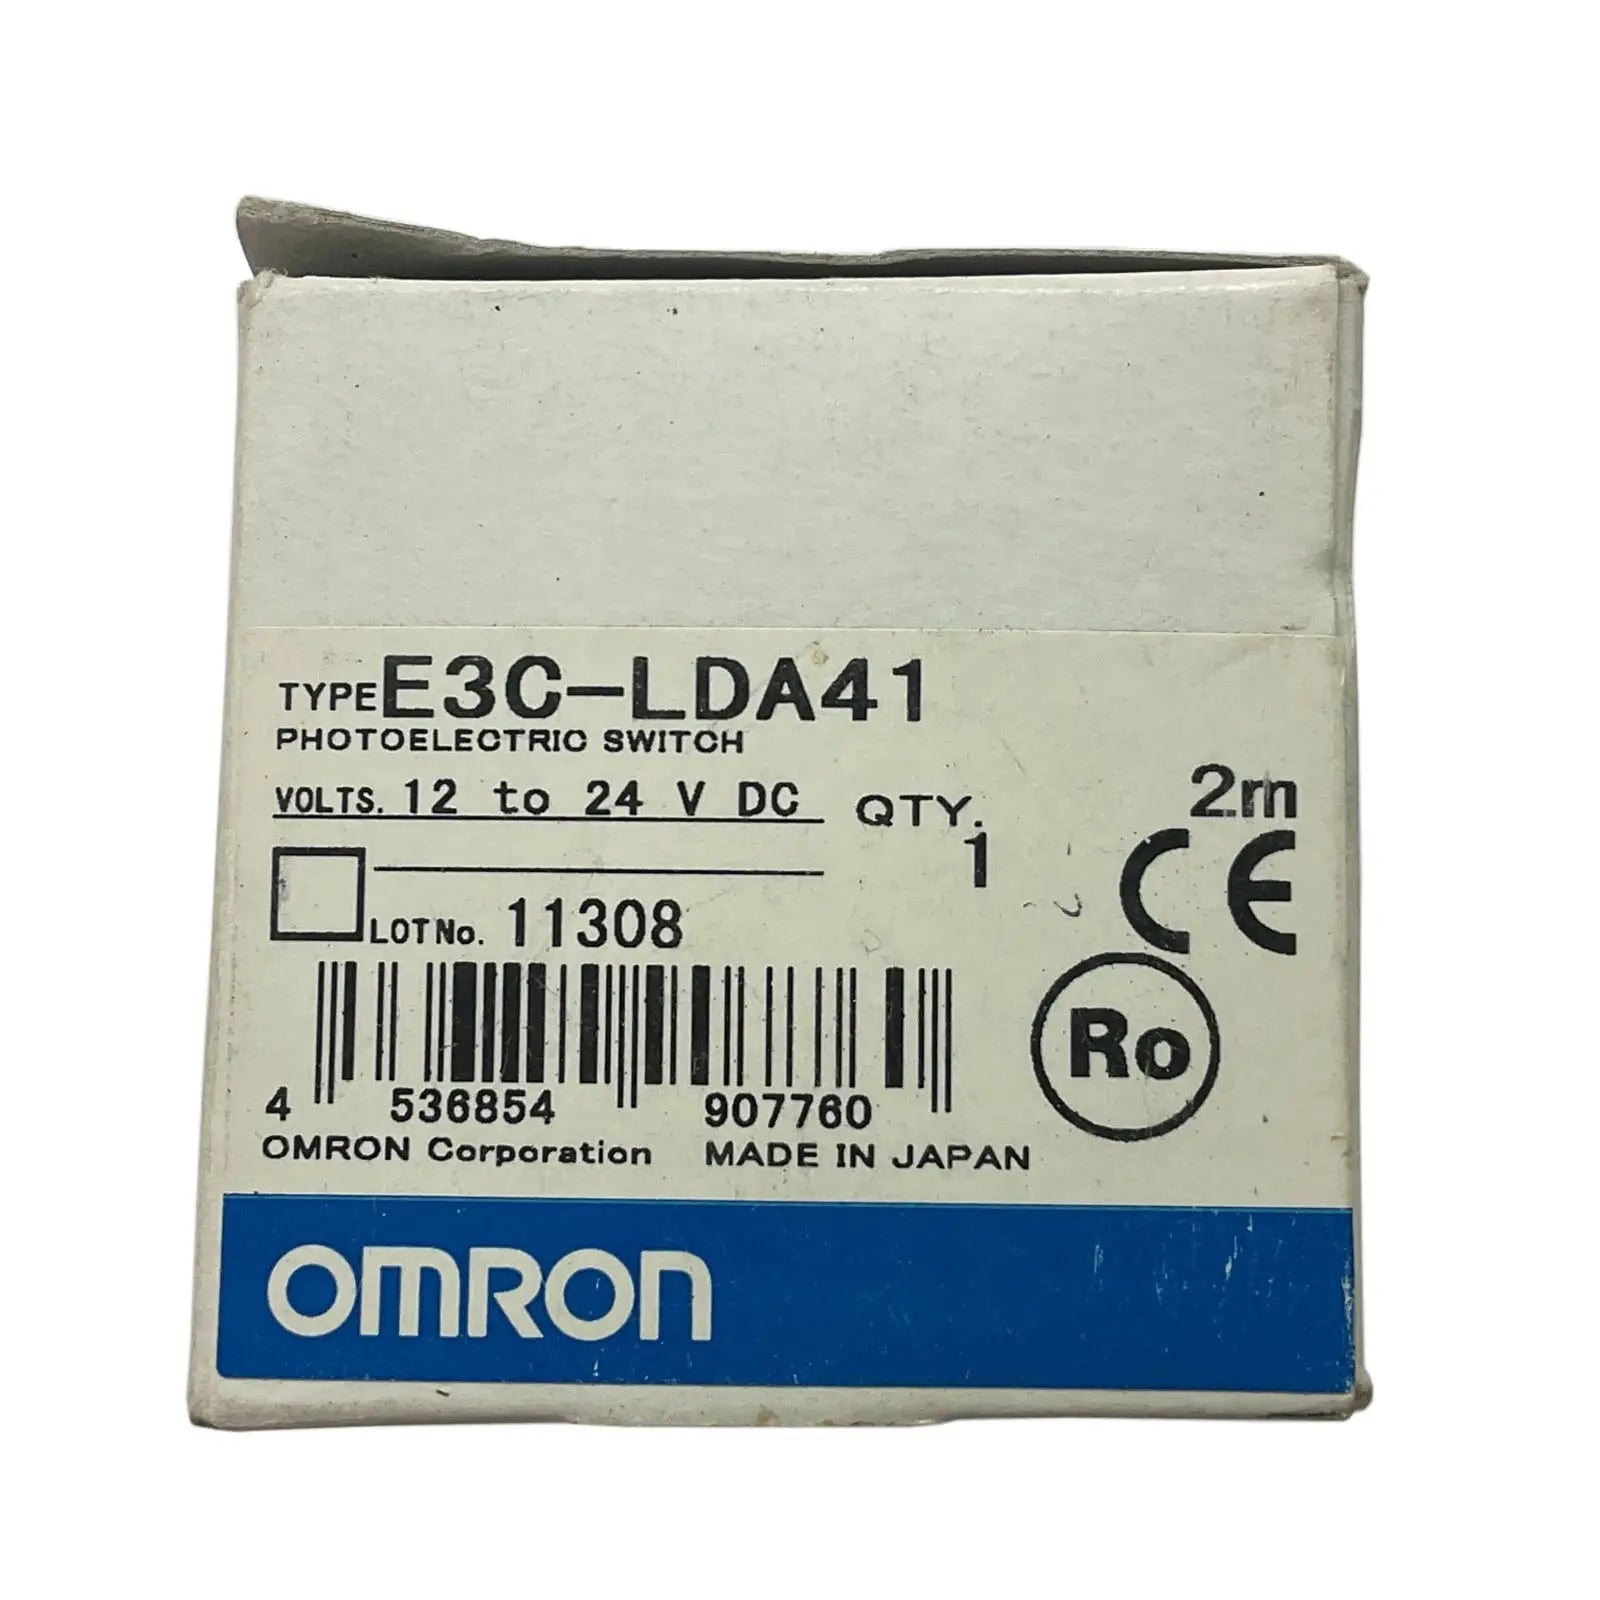 TYPE E3C-LDA41
PHOTOELECTRIC SWITCH
VOLTS. 12 to 24 V DC QTY. 2m
1 CE
LOT No. 11308
Ro
4 536854 907760
OMRON Corporation MADE IN JAPAN
OMRON